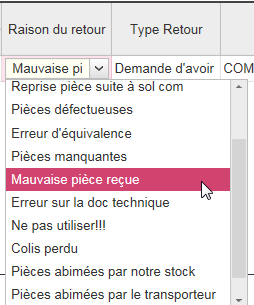 Raison du retour Type Retour
Mauvaise pi Demande d'avoir COM
Reprise pièce suite à sol com
Pièces défectueuses
Erreur d'équivalence
Pièces manquantes
Mauvaise pièce reçue
Erreur sur la doc technique
Ne pas utiliser!!!
Colis perdu
Pièces abimées par notre stock
Pièces abimées par le transporteur